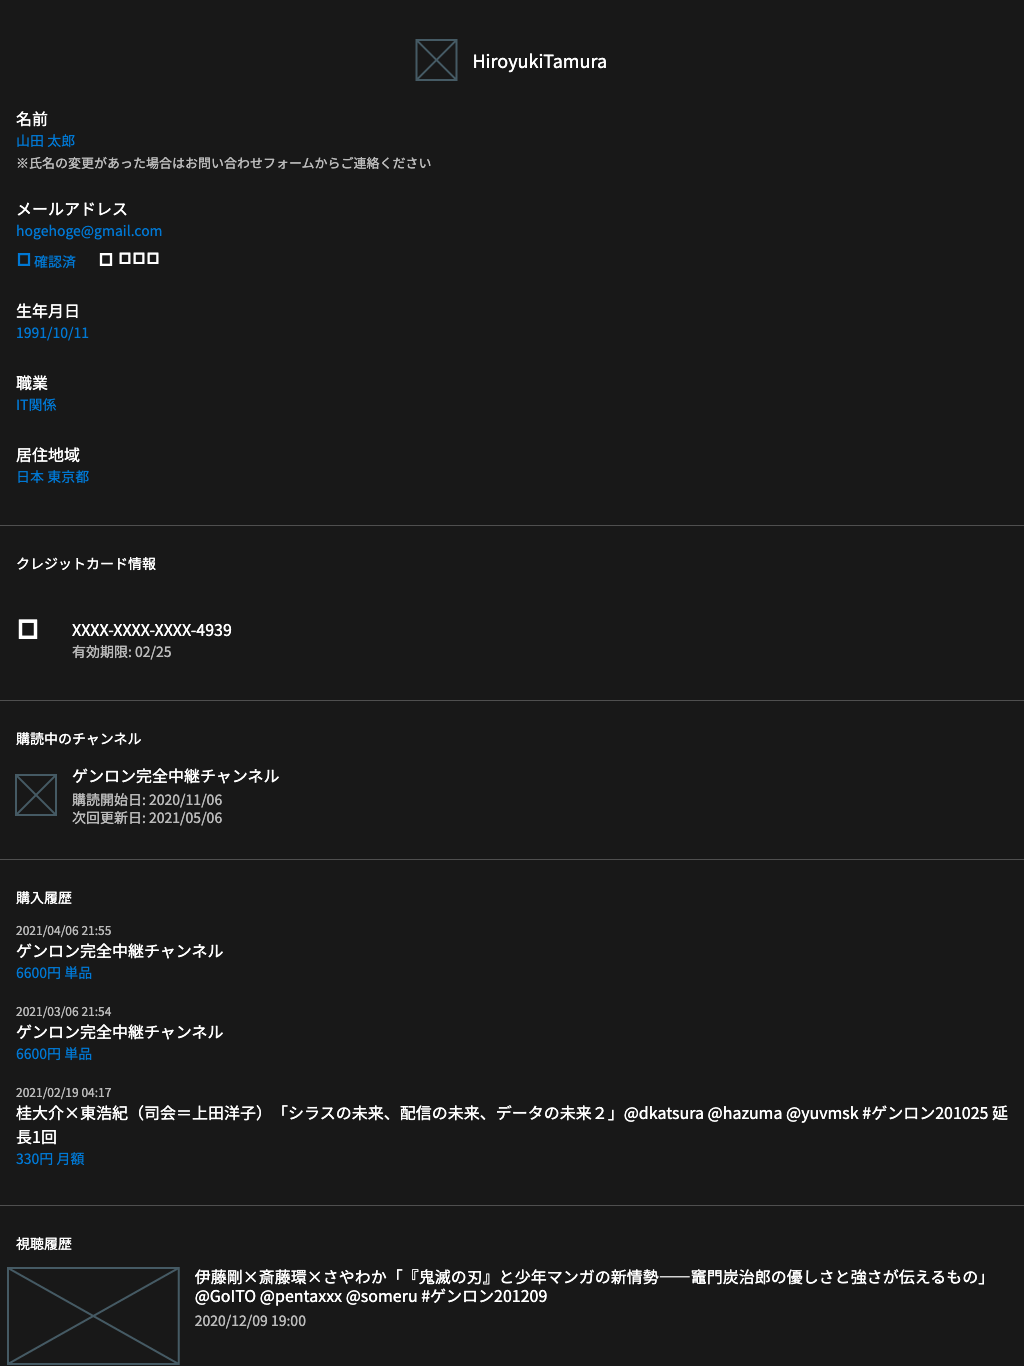 HiroyukiTamura
名前
山田 太郎
※氏名の変更があった場合はお問い合わせフォームからご連絡ください
メールアドレス
hogehoge@gmail.com
確認済
生年月日
1991/10/11
職業
IT関係
居住地域
日本 東京都
クレジットカード情報
XXXX-XXXX-XXXX-4939
有効期限: 02/25
購読中のチャンネル
ゲンロン完全中継チャンネル
購読開始日: 2020/11/06
次回更新日: 2021/05/06
購入履歴
2021/04/06 21:55
ゲンロン完全中継チャンネル
6600円 単品
2021/03/06 21:54
ゲンロン完全中継チャンネル
6600円 単品
2021/02/19 04:17
桂大介×東浩紀（司会＝上田洋子）「シラスの未来、配信の未来、データの未来２」@dkatsura @hazuma @yuvmsk #ゲンロン201025 延
長1回
330円 月額
視聴履歴
伊藤剛×斎藤環×さやわか「『鬼滅の刃』と少年マンガの新情勢――竈門炭治郎の優しさと強さが伝えるもの」
@GoITO @pentaxxx @someru #ゲンロン201209
2020/12/09 19:00